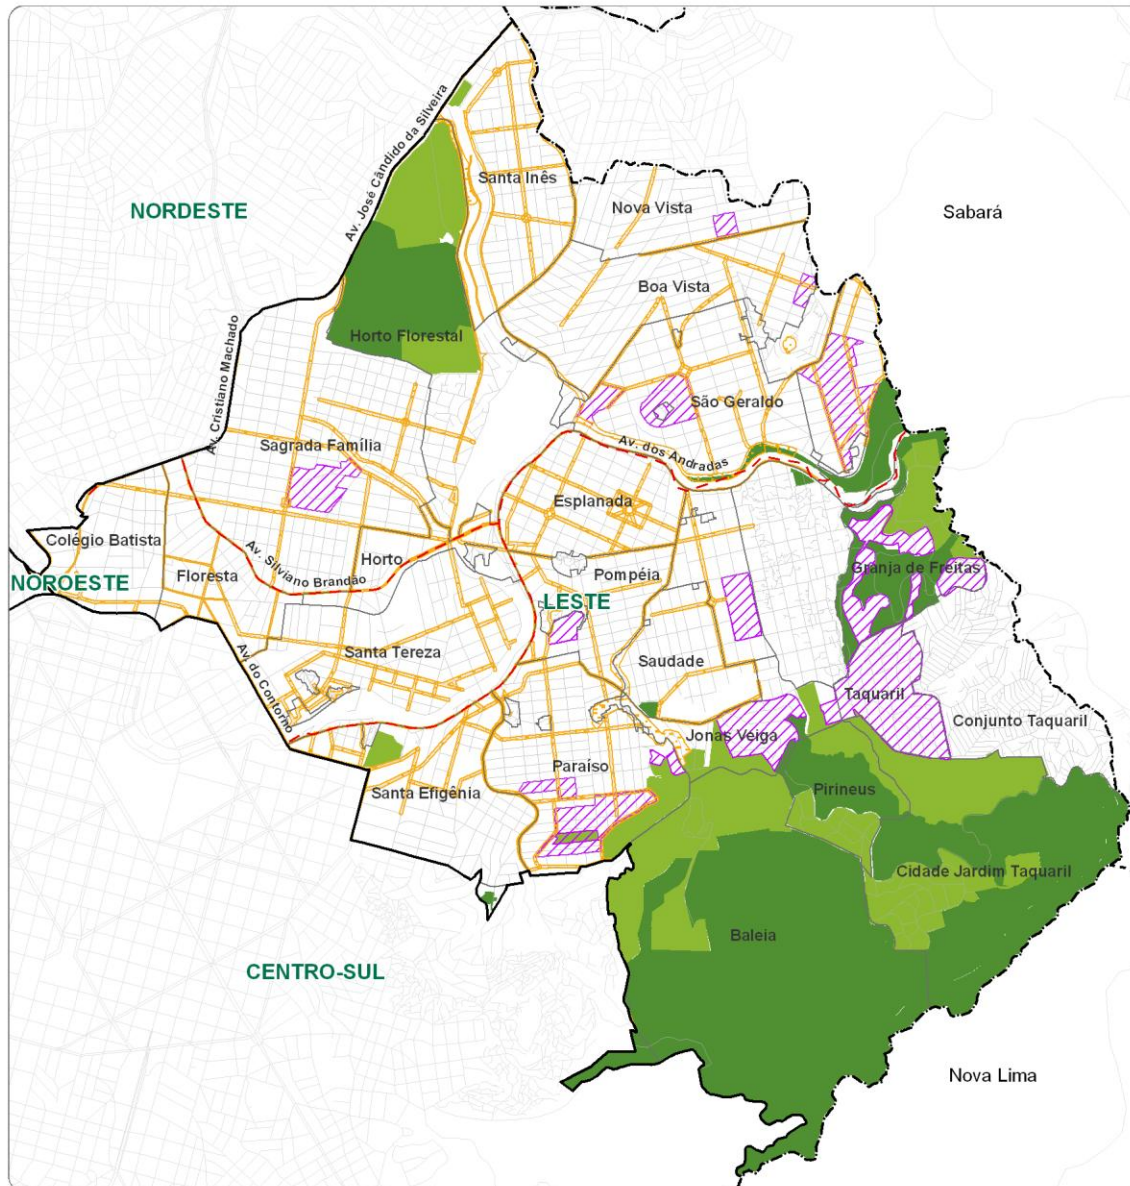 Av. José Cândido da Silveira
Santa Inês
NORDESTE
Nova Vista
Sabará
Boa Vista
Horto Florestal
Av. Cristiano Machado
São Geraldo
Sagrada Família
Av. dos Andradas
Esplanada
Colégio Batista
Horto
Av. Silviano Brandão
Granja de Freitas
NOROESTE
Floresta
Pompéia
LESTE
Santa Tereza
Saudade
Av. do Contorno
Taquaril
Conjunto Taquaril
Jonas Veiga
Paraíso
Santa Efigênia
Pirineus
Cidade Jardim Taquaril
Baleia
CENTRO-SUL
Nova Lima